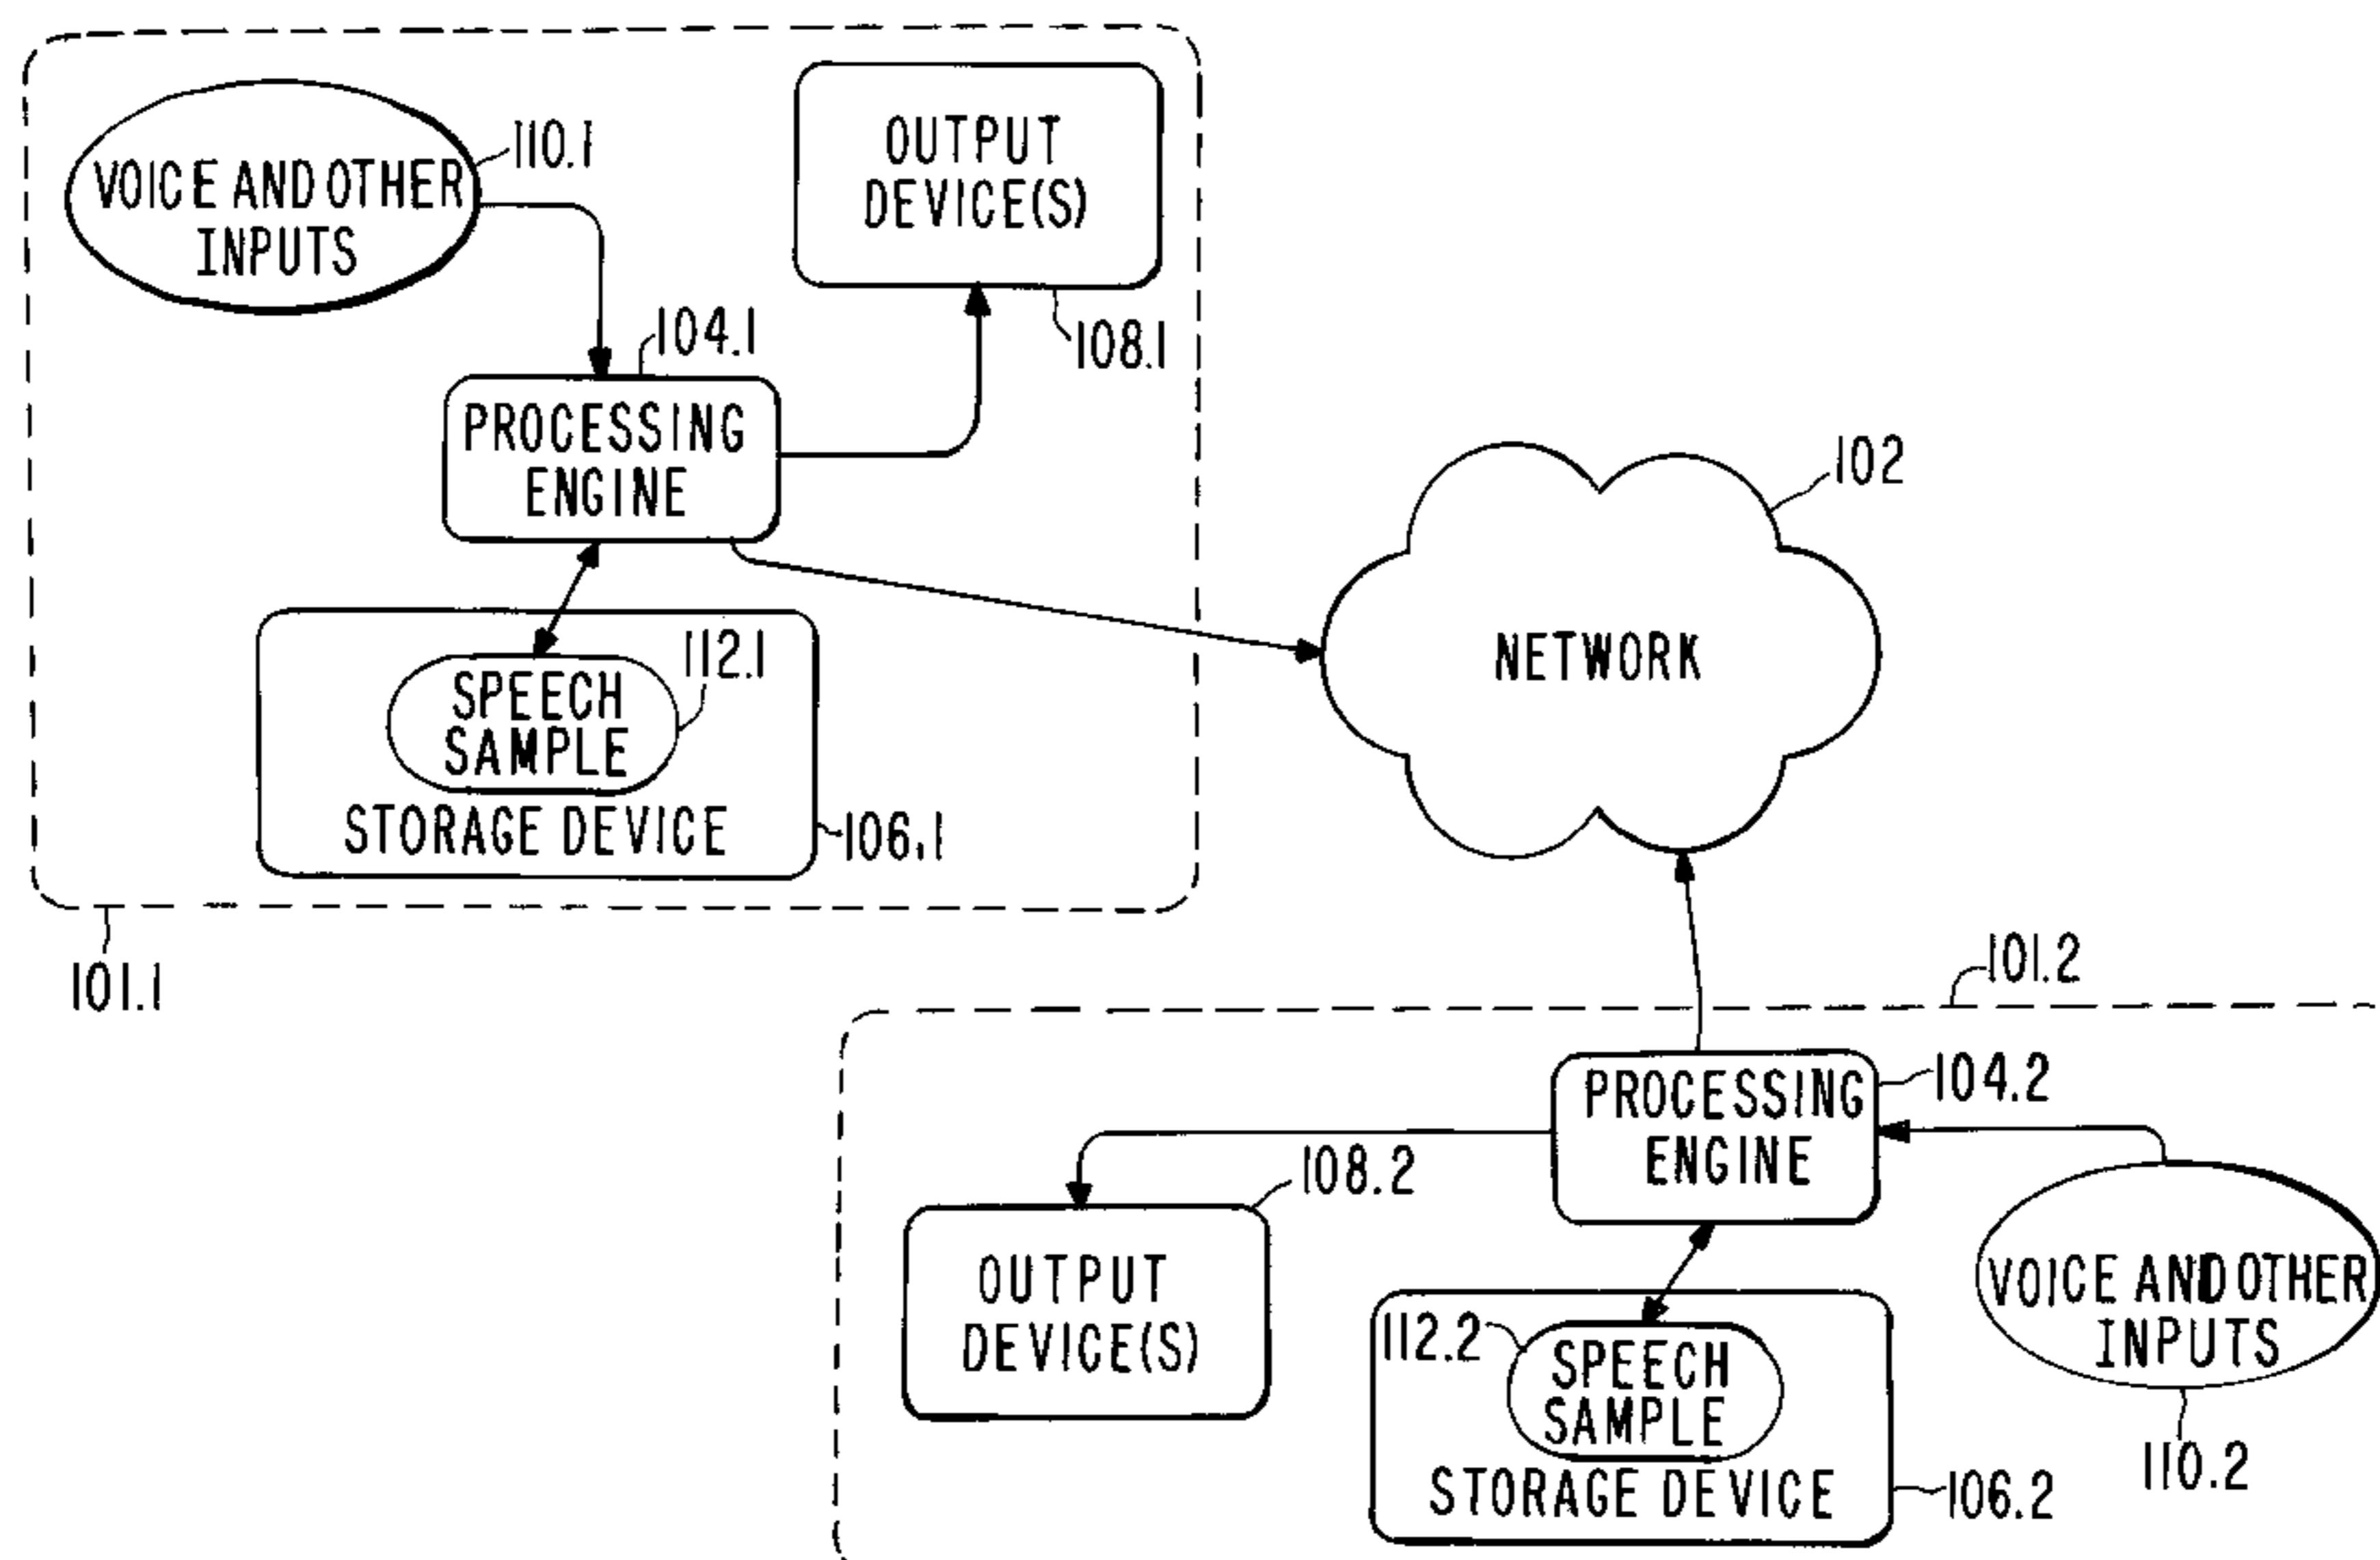 VOICE AND OTHER
INPUTS
110.1
OUTPUT
DEVICE(S)
108.1
104.1
PROCESSING
ENGINE
102
NETWORK
112.1
SPEECH
SAMPLE
STORAGE DEVICE
106.1
101.1
101.2
PROCESSING
ENGINE
104.2
108.2
OUTPUT
DEVICE(S)
VOICE AND OTHER
INPUTS
110.2
112.2
SPEECH
SAMPLE
STORAGE DEVICE
106.2